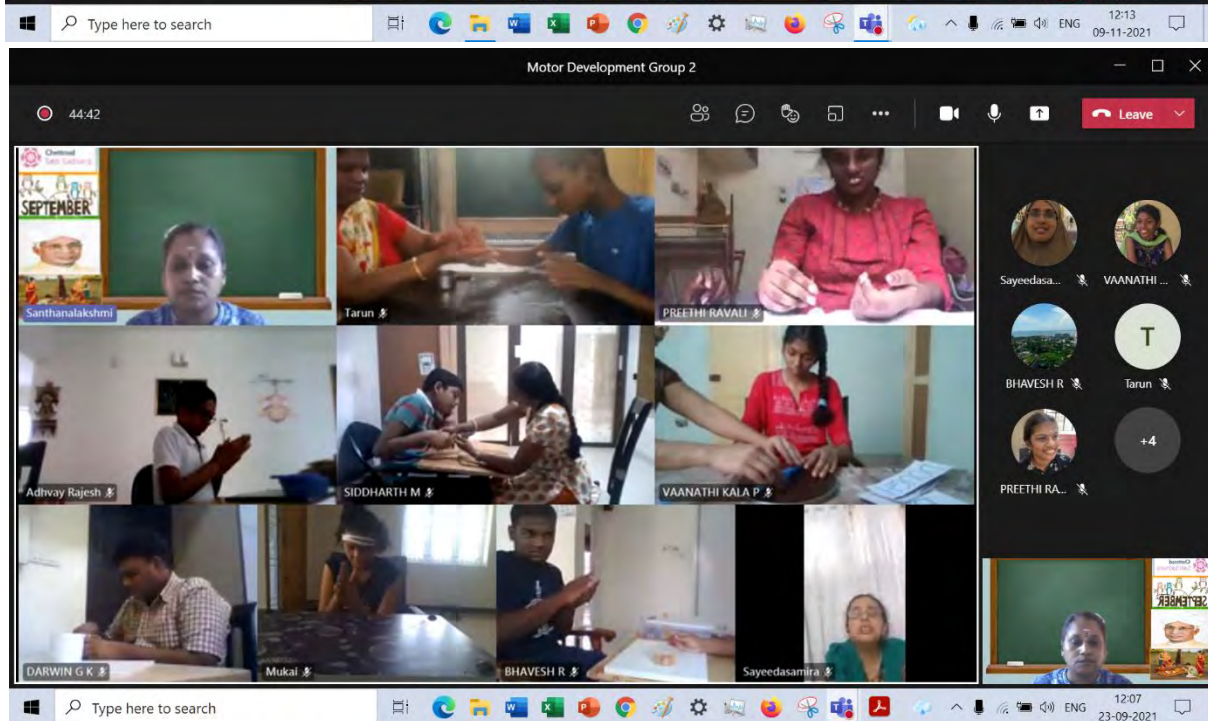 Type here to search
ENG
12:13
09-11-2021
Motor Development Group 2
44:42
Leave
Chettinad
SEPTEMBER
Santhanalakshmi
Tarun
PREETHI RAVALI
Sayeedasa...
VAANATHI ...
BHAVESH R
T
Tarun
PREETHI RA...
+4
Adhvay Rajesh
SIDDHARTH M
VAANATHI KALA P
DARWIN G K
Mukai
BHAVESH R
Sayeedasamira
SEPTEMBER
Type here to search
ENG
12:07
23-09-2021